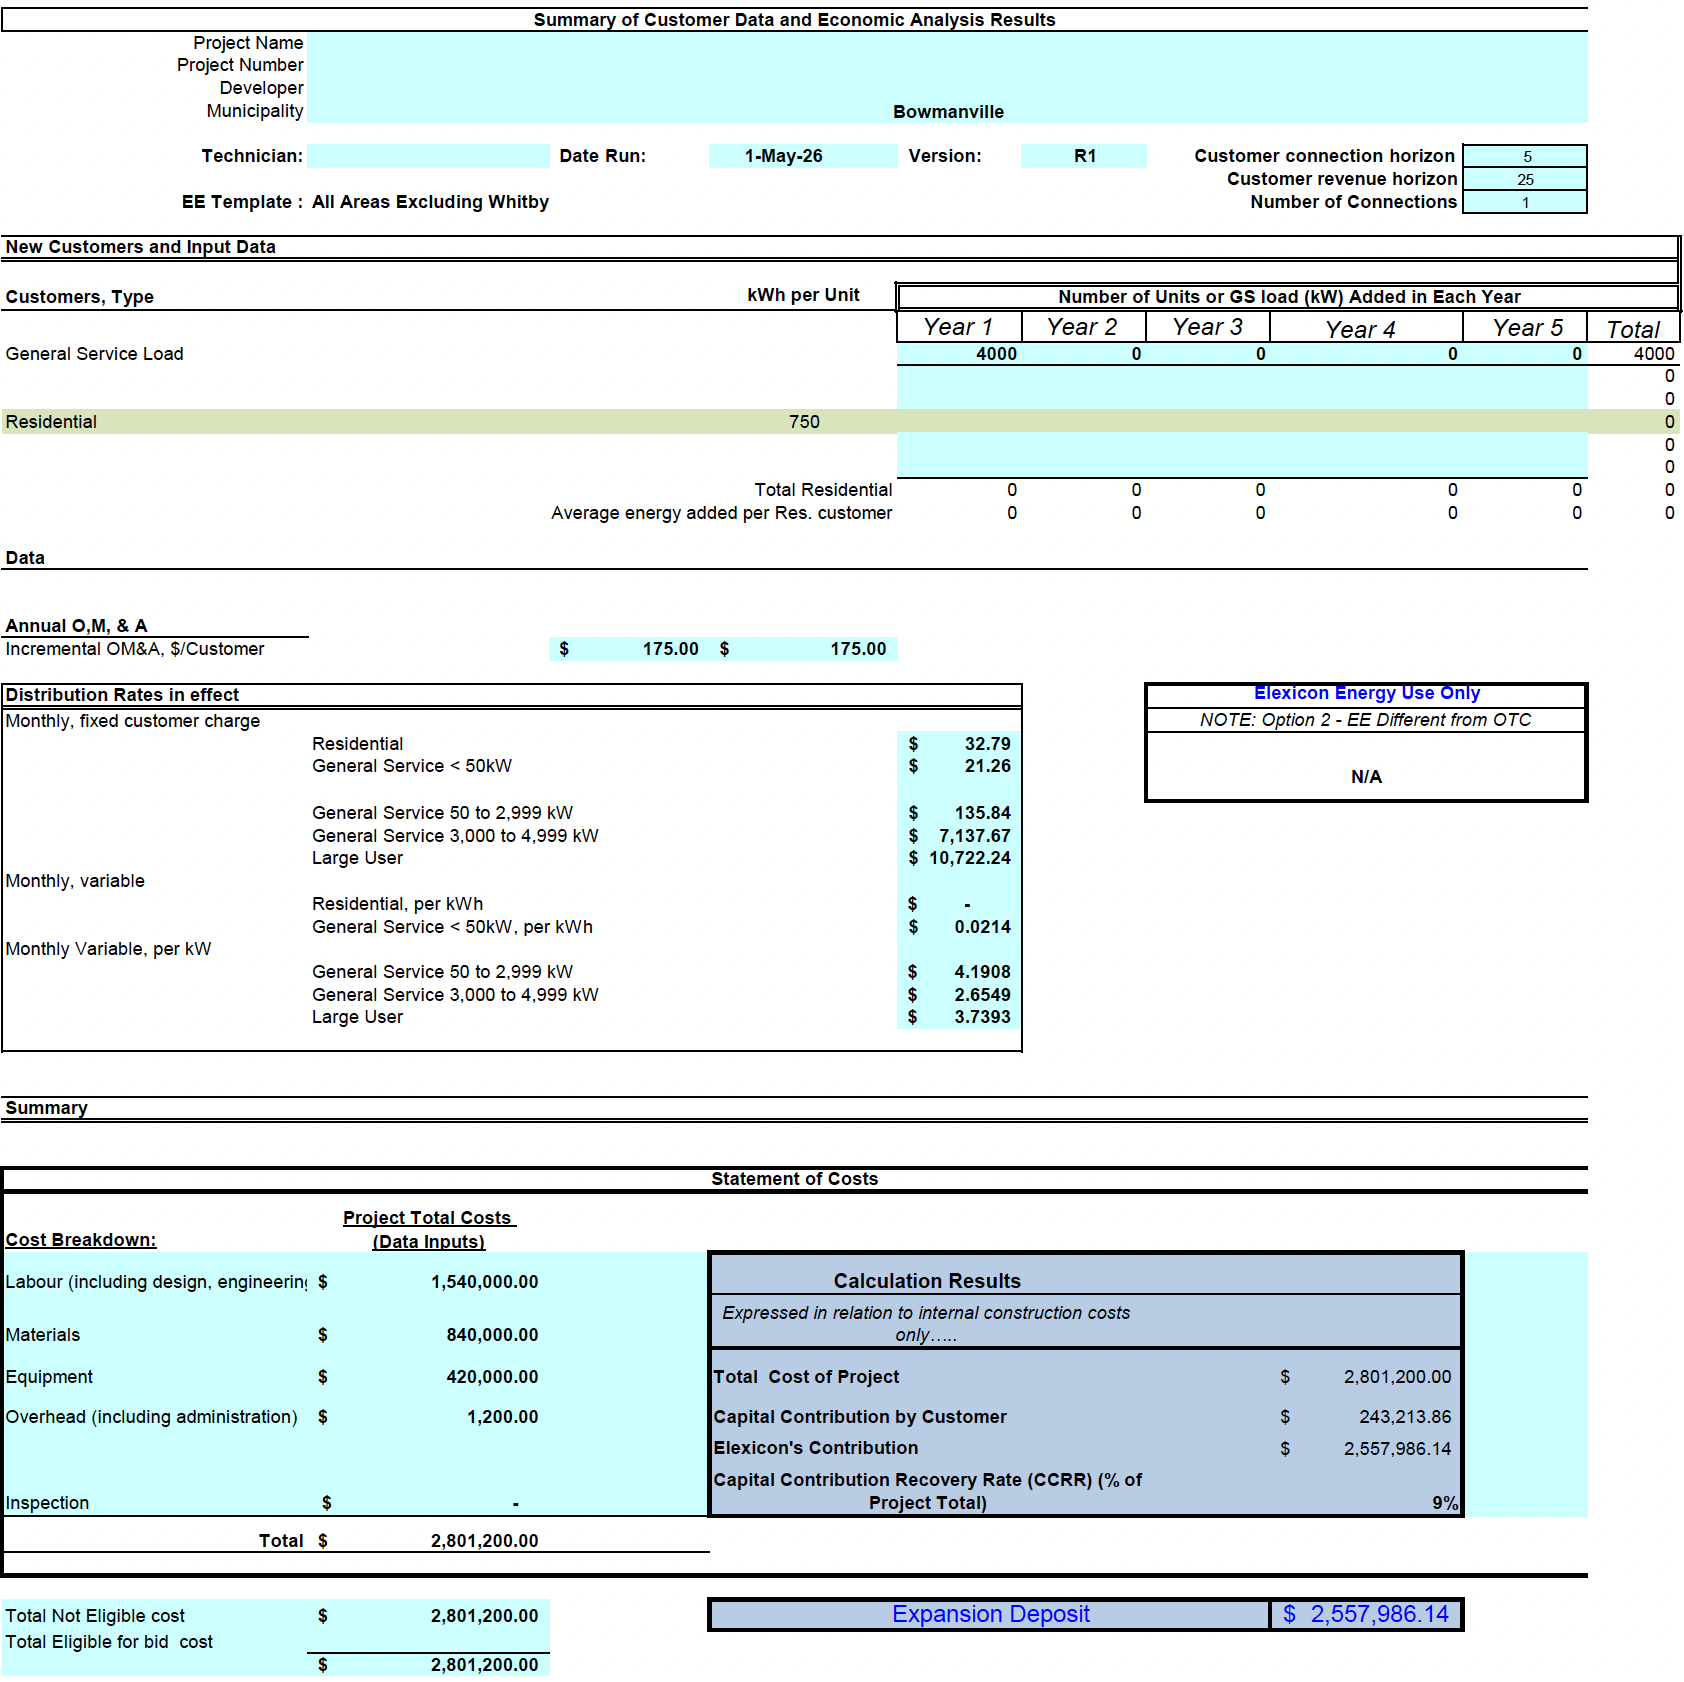 Summary of Customer Data and Economic Analysis Results
Project Name
Project Number
Developer
Municipality Bowmanville
Technician: Date Run: 1-May-26 Version: R1 Customer connection horizon 5
Customer revenue horizon 25
EE Template : All Areas Excluding Whitby Number of Connections 1
New Customers and Input Data
Customers, Type kWh per Unit Number of Units or GS load (kW) Added in Each Year
Year 1 Year 2 Year 3 Year 4 Year 5 Total
General Service Load 4000 0 0 0 0 4000
0
0
Residential 750 0
0
0
Total Residential 0 0 0 0 0 0
Average energy added per Res. customer 0 0 0 0 0 0
Data
Annual O,M, & A
Incremental OM&A, $/Customer $ 175.00 $ 175.00
Distribution Rates in effect
Monthly, fixed customer charge
Residential $ 32.79
General Service < 50kW $ 21.26
General Service 50 to 2,999 kW $ 135.84
General Service 3,000 to 4,999 kW $ 7,137.67
Large User $ 10,722.24
Monthly, variable
Residential, per kWh $ -
General Service < 50kW, per kWh $ 0.0214
Monthly Variable, per kW
General Service 50 to 2,999 kW $ 4.1908
General Service 3,000 to 4,999 kW $ 2.6549
Large User $ 3.7393
Elexicon Energy Use Only
NOTE: Option 2 - EE Different from OTC
N/A
Summary
Statement of Costs
Cost Breakdown: Project Total Costs
(Data Inputs)
Labour (including design, engineering $ 1,540,000.00
Materials $ 840,000.00
Equipment $ 420,000.00
Overhead (including administration) $ 1,200.00
Inspection $ -
Total $ 2,801,200.00
Calculation Results
Expressed in relation to internal construction costs
only…..
Total Cost of Project $ 2,801,200.00
Capital Contribution by Customer $ 243,213.86
Elexicon's Contribution $ 2,557,986.14
Capital Contribution Recovery Rate (CCRR) (% of
Project Total) 9%
Total Not Eligible cost $ 2,801,200.00
Total Eligible for bid cost
$ 2,801,200.00
Expansion Deposit $ 2,557,986.14